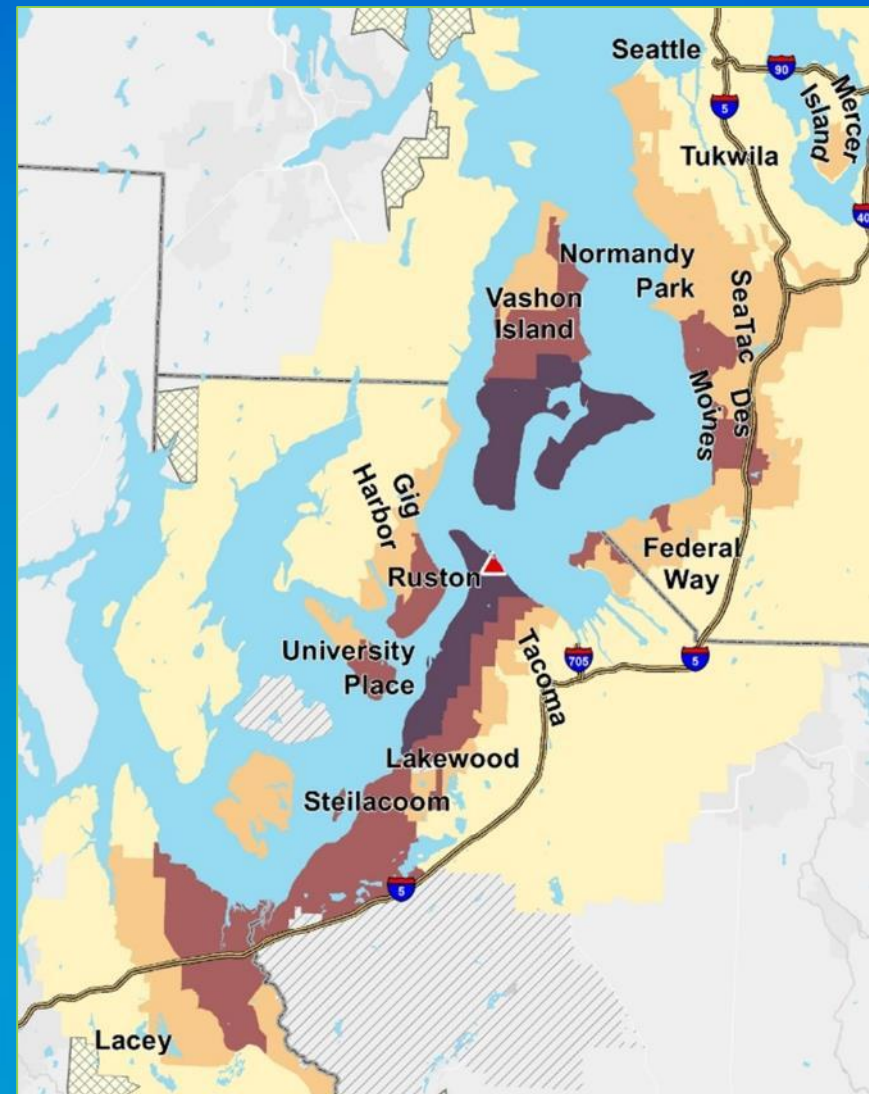 Seattle
90
5
Mercer
Island
Tukwila
40
Normandy
Park
Vashon
Island
SeaTac
Des
Moines
Gig
Harbor
Federal
Way
Ruston
University
Place
Tacoma
705
5
Lakewood
Steilacoom
5
Lacey